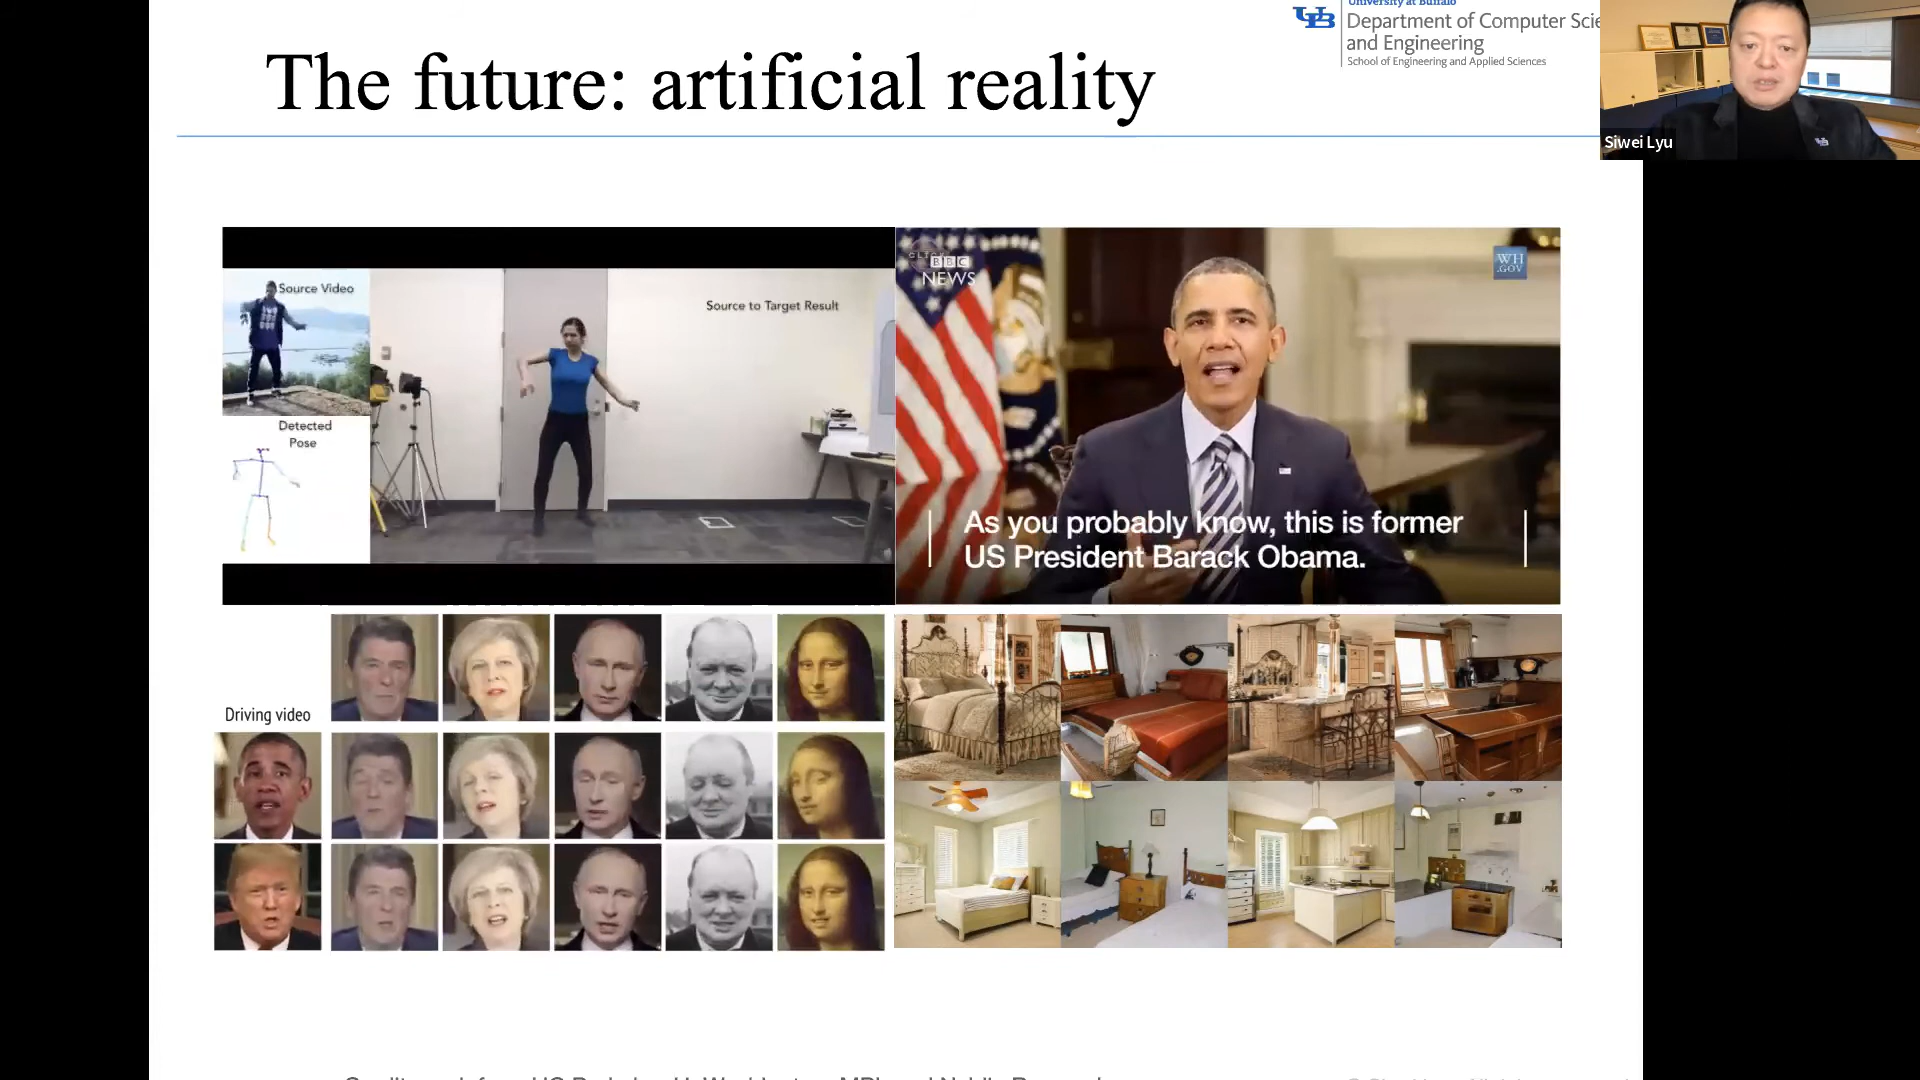 University at Buffalo
Department of Computer Scie
and Engineering
School of Engineering and Applied Sciences
The future: artificial reality
Siwei Lyu
Source Video
Source to Target Result
Detected
Pose
BBC
NEWS
WH
.GOV
As you probably know, this is former
US President Barack Obama.
Driving video